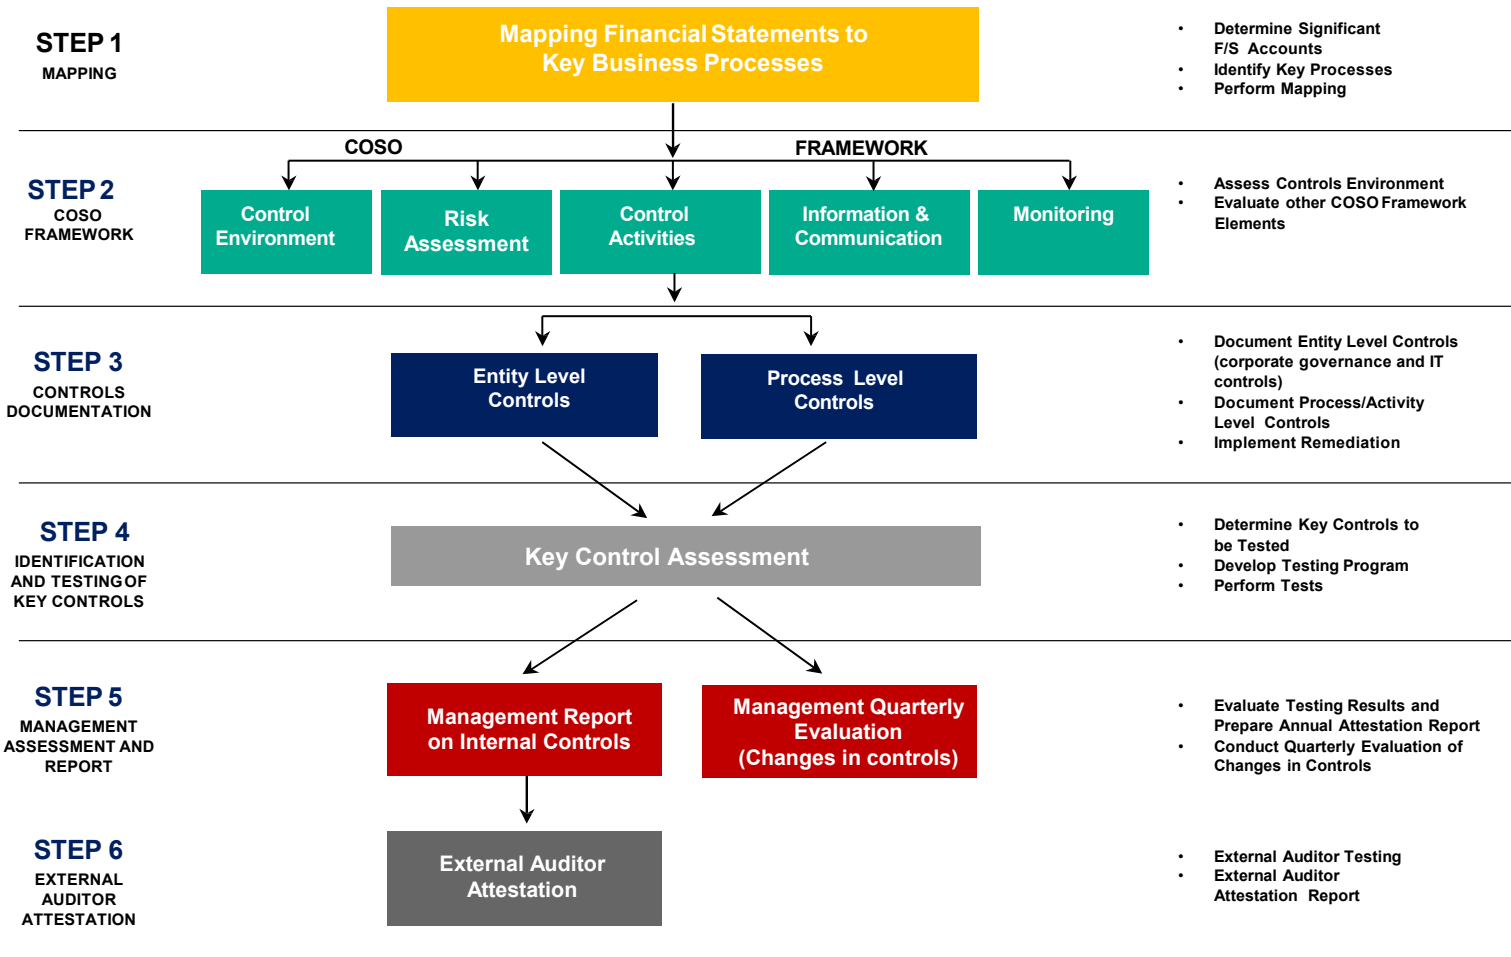 STEP 1
MAPPING
Mapping Financial Statements to
Key Business Processes
• Determine Significant
F/S Accounts
• Identify Key Processes
• Perform Mapping
COSO FRAMEWORK
STEP 2
COSO
FRAMEWORK
Control
Environment
Risk
Assessment
Control
Activities
Information &
Communication
Monitoring
• Assess Controls Environment
• Evaluate other COSO Framework
Elements
STEP 3
CONTROLS
DOCUMENTATION
Entity Level
Controls
Process Level
Controls
• Document Entity Level Controls
(corporate governance and IT
controls)
• Document Process/Activity
Level Controls
• Implement Remediation
STEP 4
IDENTIFICATION
AND TESTING OF
KEY CONTROLS
Key Control Assessment
• Determine Key Controls to
be Tested
• Develop Testing Program
• Perform Tests
STEP 5
MANAGEMENT
ASSESSMENT AND
REPORT
Management Report
on Internal Controls
Management Quarterly
Evaluation
(Changes in controls)
• Evaluate Testing Results and
Prepare Annual Attestation Report
• Conduct Quarterly Evaluation of
Changes in Controls
STEP 6
EXTERNAL
AUDITOR
ATTESTATION
External Auditor
Attestation
• External Auditor Testing
• External Auditor
Attestation Report